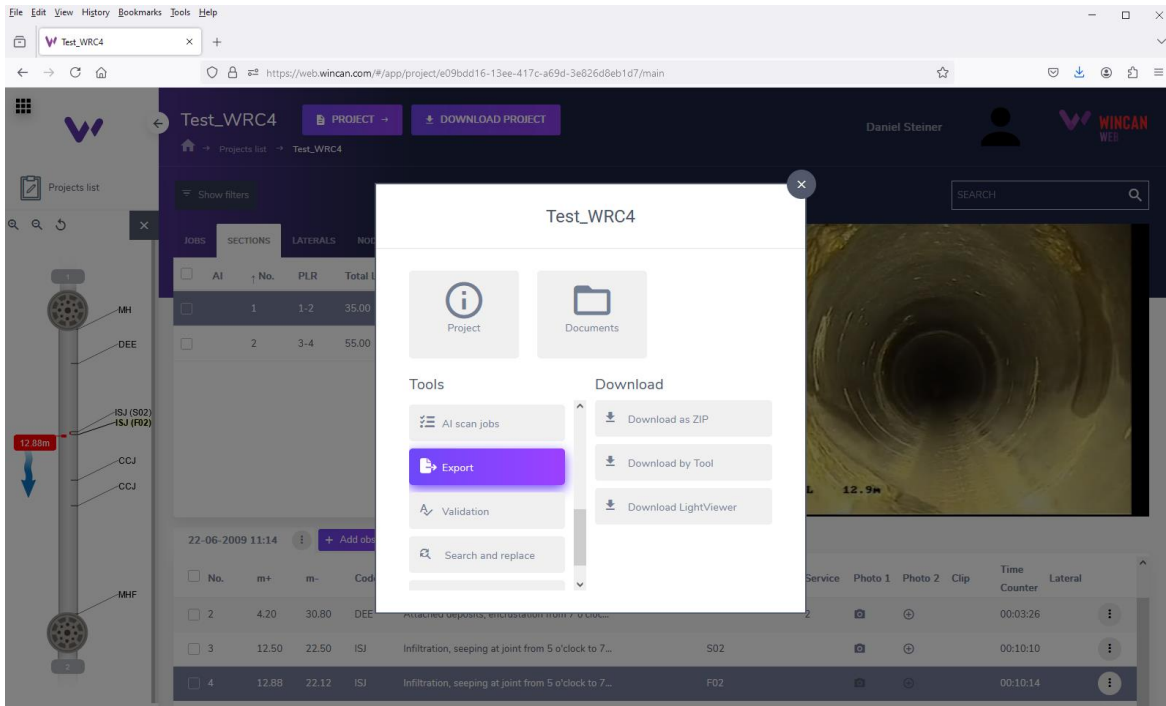 File Edit View History Bookmarks Tools Help
Test_WRC4
https://web.wincan.com/#/app/project/e09bdd16-13ee-417c-a69d-3e826d8eb1d7/main
Test_WRC4
PROJECT →
DOWNLOAD PROJECT
Daniel Steiner
WINCAN
WEB
Projects list → Test_WRC4
Projects list
Show filters
SEARCH
Test_WRC4
JOBS SECTIONS LATERALS
AI ↑ No. PLR Total
1 1-2 35.00
2 3-4 55.00
Project
Documents
Tools
Download
AI scan jobs
Export
Validation
Search and replace
Download as ZIP
Download by Tool
Download LightViewer
1
MH
DEE
ISJ (S02)
ISJ (F02)
12.88m
CCJ
CCJ
MHF
2
12.9m
22-06-2009 11:14
+ Add
No. m+ m- Service Photo 1 Photo 2 Clip Time Counter Lateral
2 4.20 30.80 DEE Attached deposits, encrustation from 7 o'cloc... 2 00:03:26
3 12.50 22.50 ISJ Infiltration, seeping at joint from 5 o'clock to 7... S02 00:10:10
4 12.88 22.12 ISJ Infiltration, seeping at joint from 5 o'clock to 7... F02 00:10:14